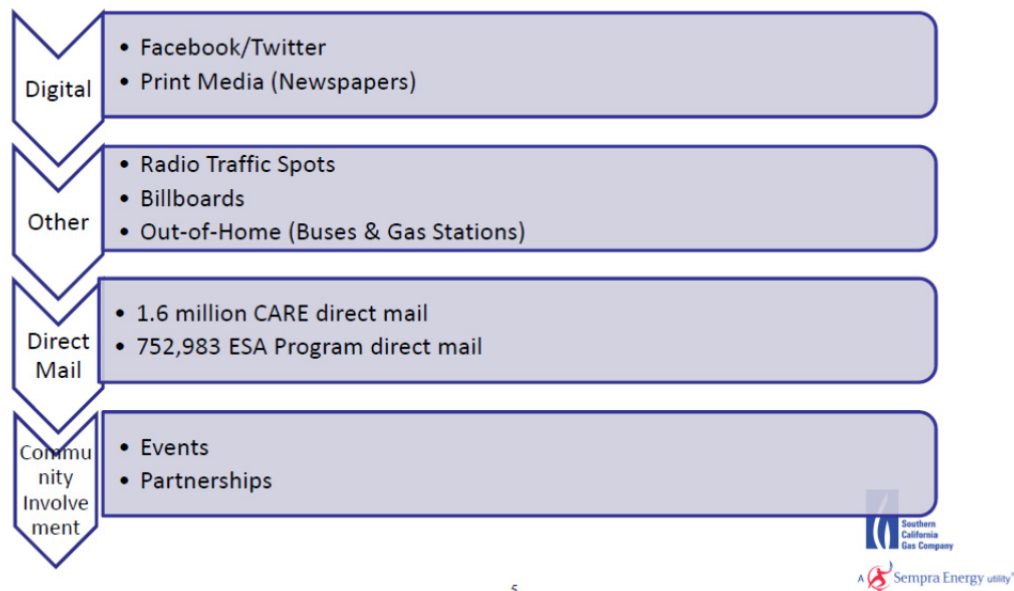 Digital
• Facebook/Twitter
• Print Media (Newspapers)
Other
• Radio Traffic Spots
• Billboards
• Out-of-Home (Buses & Gas Stations)
Direct
Mail
• 1.6 million CARE direct mail
• 752,983 ESA Program direct mail
Commu
nity
Involve
ment
• Events
• Partnerships
Southern
California
Gas Company
A Sempra Energy utility®
5